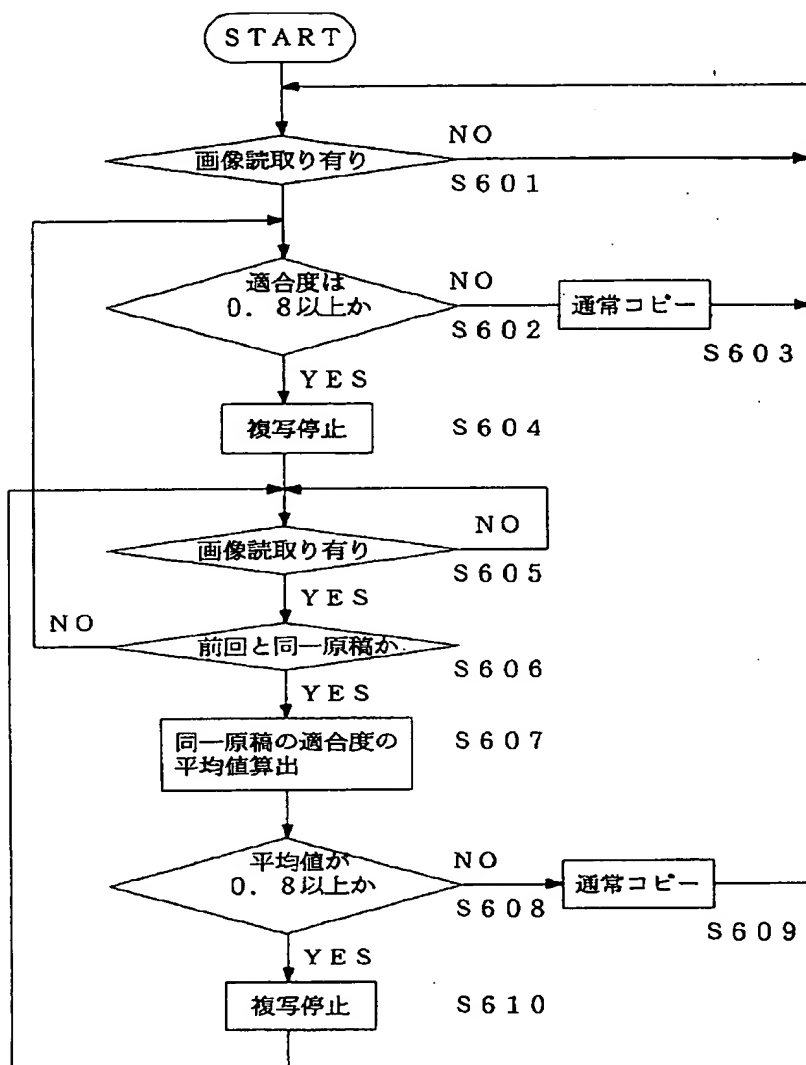 START
NO
画像読取り有り
S601
適合度は
0.8以上か
NO
S602
通常コピー
S603
YES
複写停止
S604
画像読取り有り
NO
S605
YES
NO
前回と同一原稿か
S606
YES
同一原稿の適合度の
平均値算出
S607
平均値が
0.8以上か
NO
S608
通常コピー
S609
YES
複写停止
S610